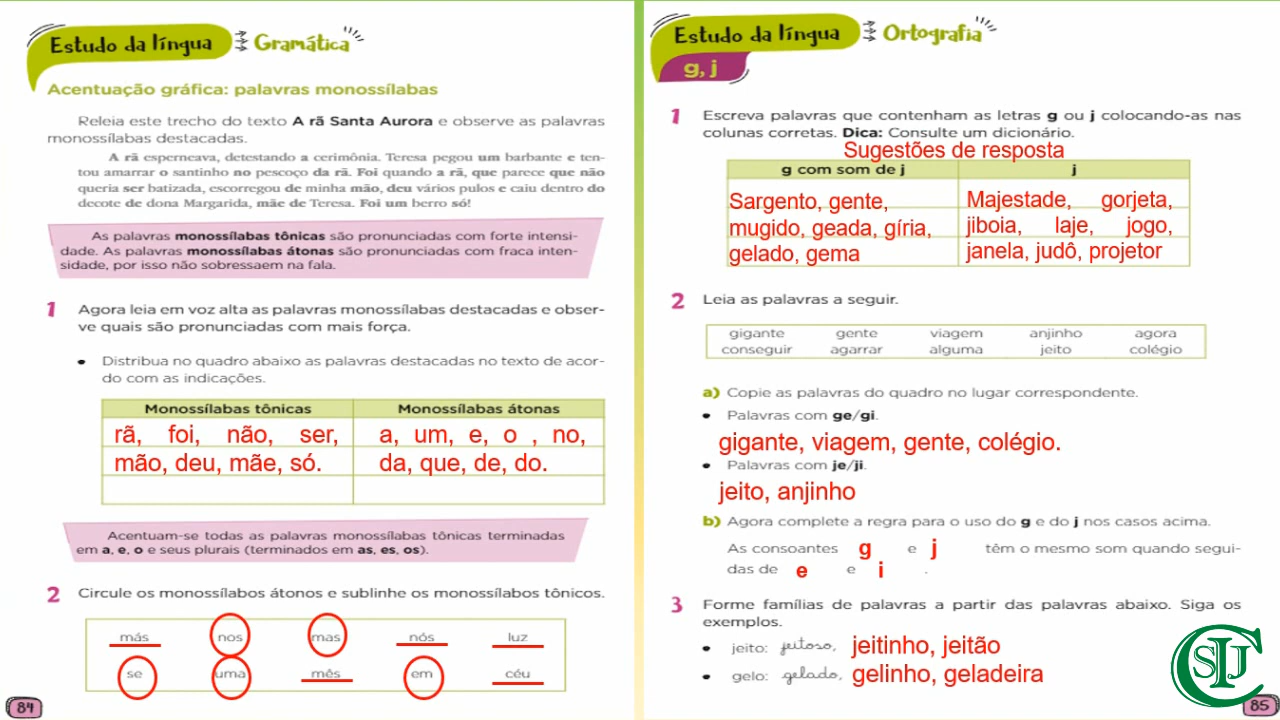 Estudo da língua Gramática
Acentuação gráfica: palavras monossílabas
Releia este trecho do texto A rã Santa Aurora e observe as palavras
monossílabas destacadas.
A rã esperneava, detestando a cerimônia. Teresa pegou um barbante e ten-
tou amarrar o santinho no pescoço da rã. Foi quando a rã, que parece que não
queria ser batizada, escorregou de minha mão, deu vários pulos e caiu dentro do
decote de dona Margarida, mãe de Teresa. Foi um berro só!
As palavras monossílabas tônicas são pronunciadas com forte intensi-
dade. As palavras monossílabas átonas são pronunciadas com fraca inten-
sidade, por isso não sobressaem na fala.
1 Agora leia em voz alta as palavras monossílabas destacadas e obser-
ve quais são pronunciadas com mais força.
• Distribua no quadro abaixo as palavras destacadas no texto de acor-
do com as indicações.
Monossílabas tônicas Monossílabas átonas
rã, foi, não, ser, a, um, e, o , no,
mão, deu, mãe, só. da, que, de, do.
Acentuam-se todas as palavras monossílabas tônicas terminadas
em a, e, o e seus plurais (terminados em as, es, os).
2 Circule os monossílabos átonos e sublinhe os monossílabos tônicos.
más nos mas nós luz
se uma mês em céu
84
Estudo da língua Ortografia
g, j
1 Escreva palavras que contenham as letras g ou j colocando-as nas
colunas corretas. Dica: Consulte um dicionário.
Sugestões de resposta
g com som de j j
Sargento, gente, Majestade, gorjeta,
mugido, geada, gíria, jiboia, laje, jogo,
gelado, gema janela, judô, projetor
2 Leia as palavras a seguir.
gigante gente viagem anjinho agora
conseguir agarrar alguma jeito colégio
a) Copie as palavras do quadro no lugar correspondente.
• Palavras com ge/gi.
gigante, viagem, gente, colégio.
• Palavras com je/ji.
jeito, anjinho
b) Agora complete a regra para o uso do g e do j nos casos acima.
As consoantes g e j têm o mesmo som quando segui-
das de e e i .
3 Forme famílias de palavras a partir das palavras abaixo. Siga os
exemplos.
• jeito: jeitoso, jeitinho, jeitão
• gelo: gelado, gelinho, geladeira
CSIJ
85